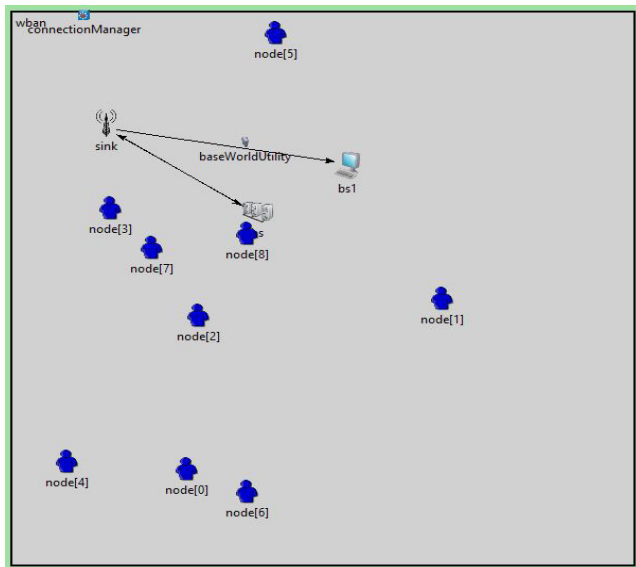 wban
connectionManager
node[5]
sink
baseWorldUtility
bs1
node[3]
node[8]
node[7]
node[1]
node[2]
node[4]
node[0]
node[6]